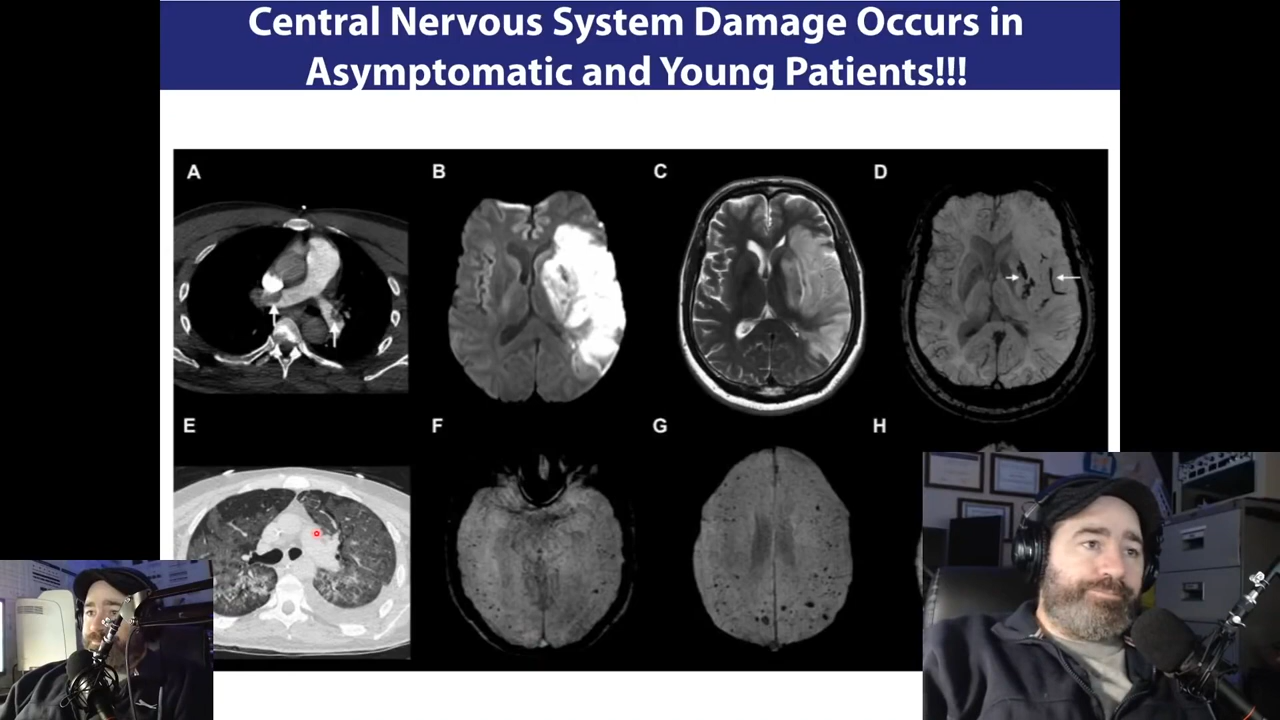 Central Nervous System Damage Occurs in
Asymptomatic and Young Patients!!!
A
B
C
D
E
F
G
H